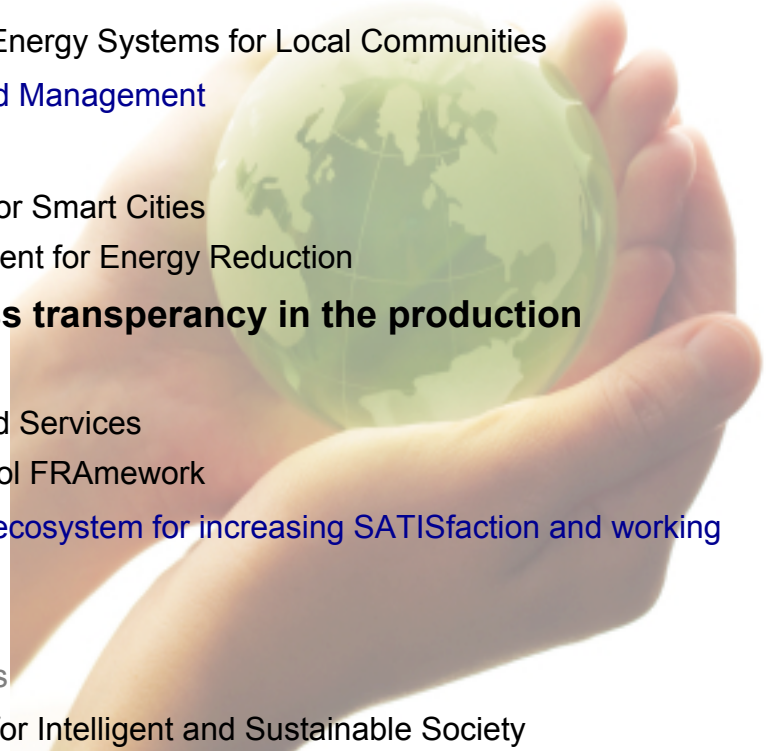 Energy Systems for Local Communities
d Management
or Smart Cities
ent for Energy Reduction
s transperancy in the production
d Services
ol FRAmework
ecosystem for increasing SATISfaction and working
s
for Intelligent and Sustainable Society